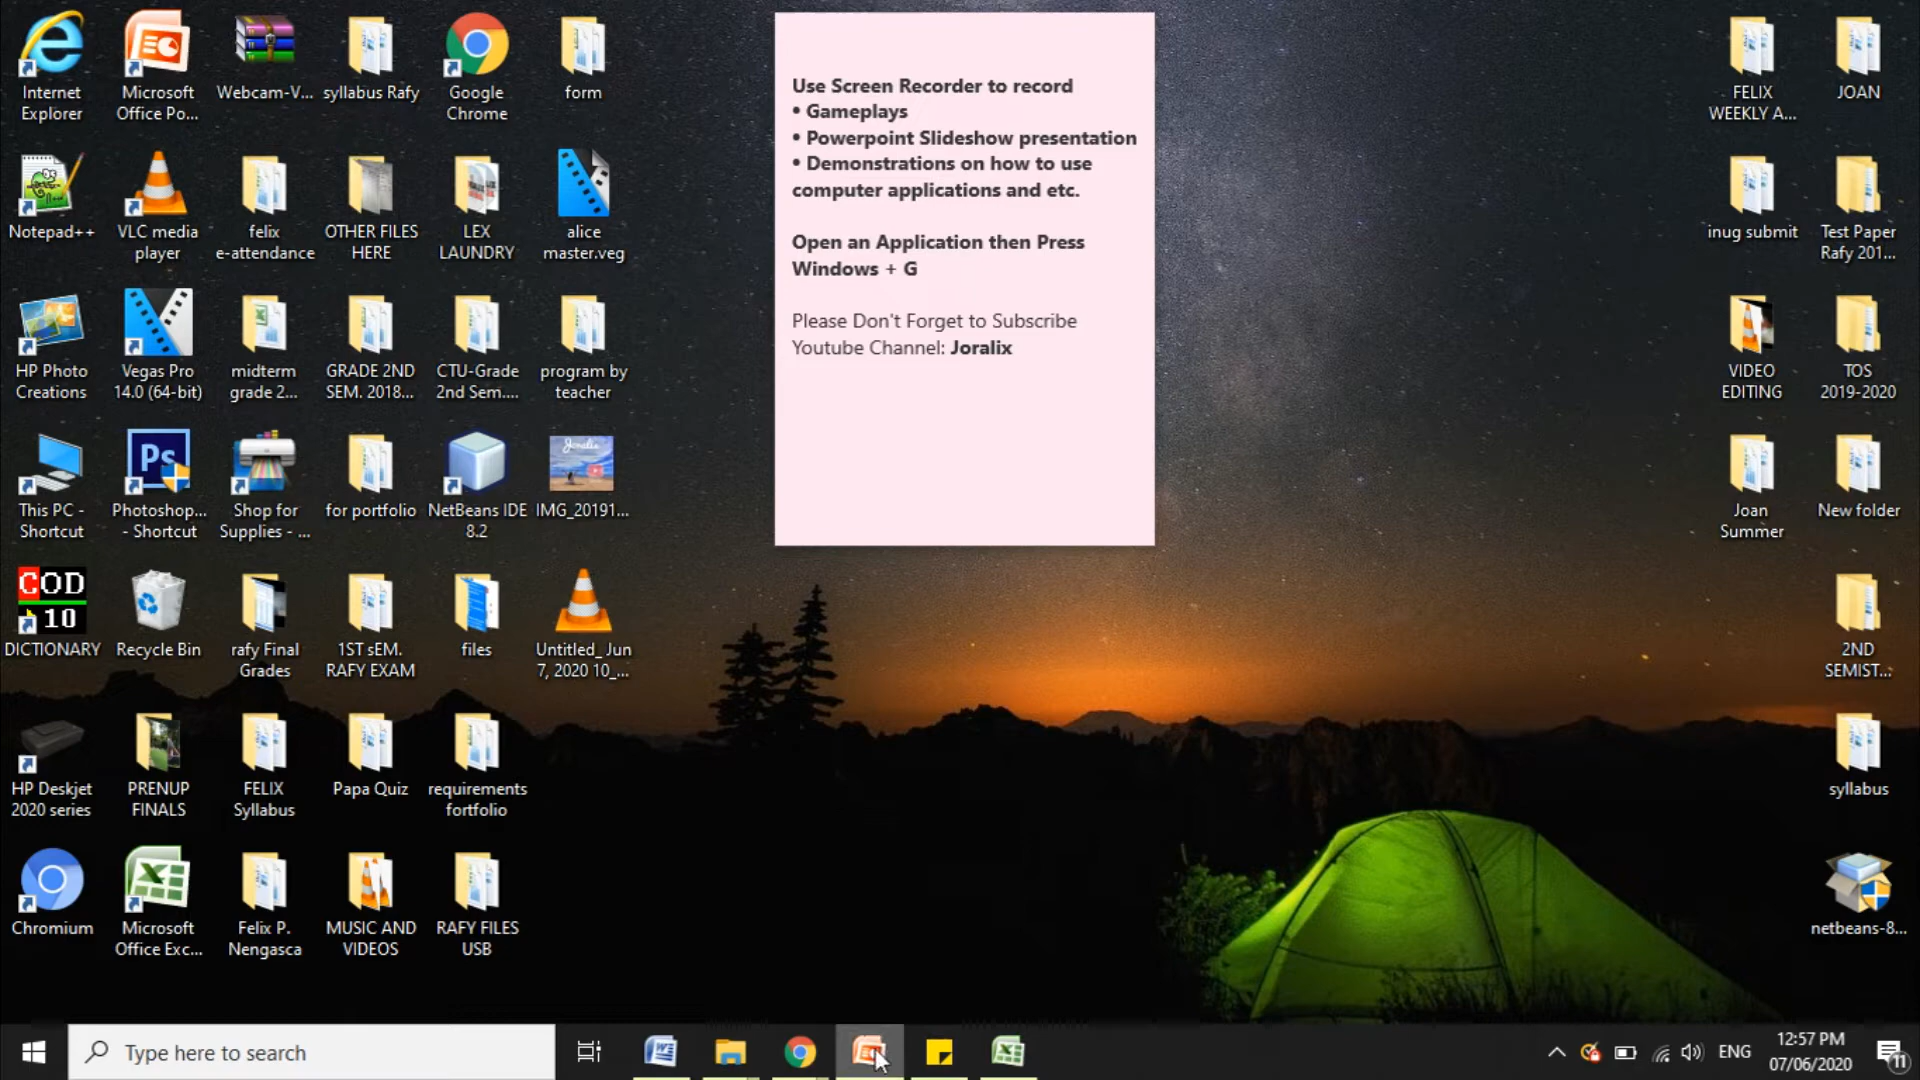 Internet
Explorer
Microsoft
Office Po...
Webcam-V...
syllabus Rafy
Google
Chrome
form
Notepad++
VLC media
player
felix
e-attendance
OTHER FILES
HERE
LEX
LAUNDRY
alice
master.veg
HP Photo
Creations
Vegas Pro
14.0 (64-bit)
midterm
grade 2...
GRADE 2ND
SEM. 2018...
CTU-Grade
2nd Sem....
program by
teacher
This PC -
Shortcut
Ps
Photoshop...
- Shortcut
Shop for
Supplies - ...
for portfolio
NetBeans IDE
8.2
Joralix
IMG_20191...
COD
10
DICTIONARY
Recycle Bin
rafy Final
Grades
1ST sEM.
RAFY EXAM
files
Untitled_ Jun
7, 2020 10_...
HP Deskjet
2020 series
PRENUP
FINALS
FELIX
Syllabus
Papa Quiz
requirements
fortfolio
Chromium
Microsoft
Office Exc...
Felix P.
Nengasca
MUSIC AND
VIDEOS
RAFY FILES
USB
Use Screen Recorder to record
• Gameplays
• Powerpoint Slideshow presentation
• Demonstrations on how to use
computer applications and etc.
Open an Application then Press
Windows + G
Please Don't Forget to Subscribe
Youtube Channel: Joralix
FELIX
WEEKLY A...
JOAN
inug submit
Test Paper
Rafy 201...
VIDEO
EDITING
TOS
2019-2020
Joan
Summer
New folder
2ND
SEMIST...
syllabus
netbeans-8...
Type here to search
ENG
12:57 PM
07/06/2020
11